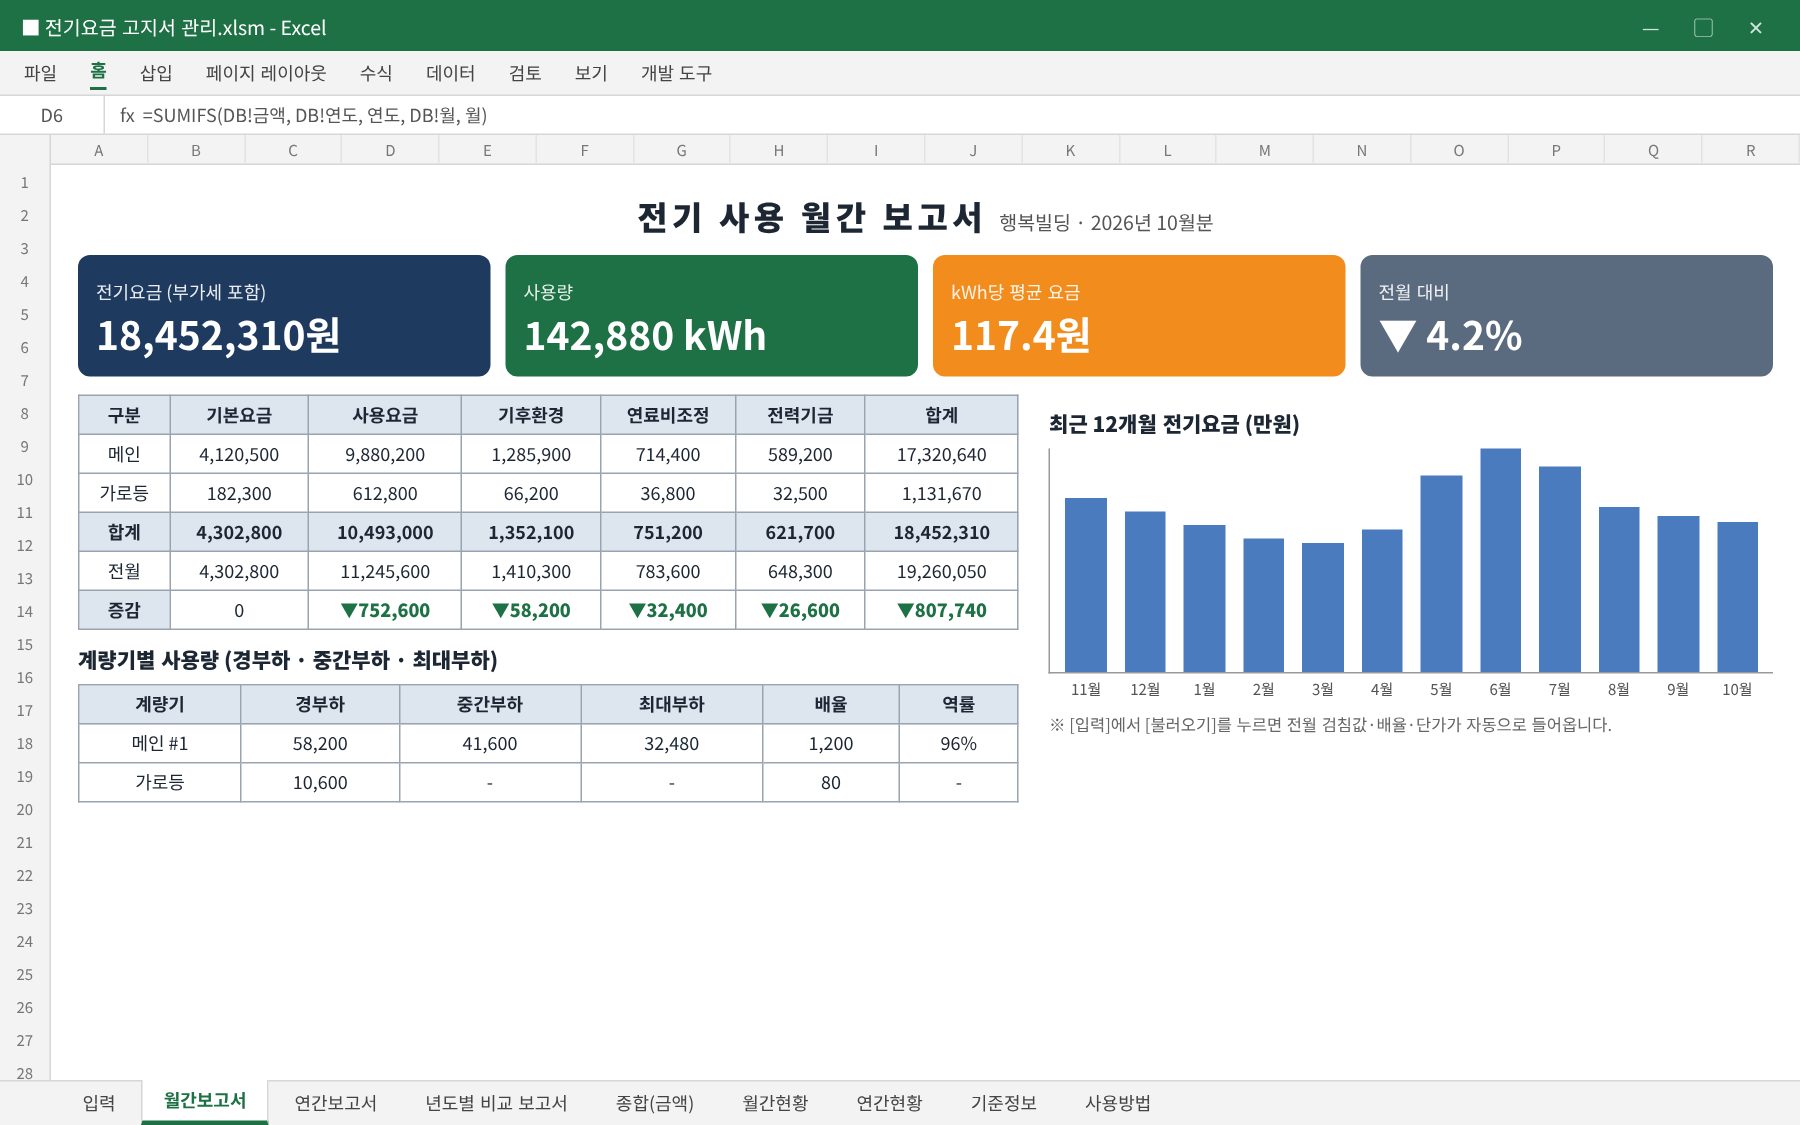 전기요금 고지서 관리.xlsm - Excel
파일 홈 삽입 페이지 레이아웃 수식 데이터 검토 보기 개발 도구
D6 fx =SUMIFS(DB!금액, DB!연도, 연도, DB!월, 월)
A B C D E F G H I J K L M N O P Q R
1
2
3
4
5
6
7
8
9
10
11
12
13
14
15
16
17
18
19
20
21
22
23
24
25
26
27
28
전기 사용 월간 보고서 행복빌딩 · 2026년 10월분
전기요금 (부가세 포함)
18,452,310원
사용량
142,880 kWh
kWh당 평균 요금
117.4원
전월 대비
▼ 4.2%
구분 기본요금 사용요금 기후환경 연료비조정 전력기금 합계
메인 4,120,500 9,880,200 1,285,900 714,400 589,200 17,320,640
가로등 182,300 612,800 66,200 36,800 32,500 1,131,670
합계 4,302,800 10,493,000 1,352,100 751,200 621,700 18,452,310
전월 4,302,800 11,245,600 1,410,300 783,600 648,300 19,260,050
증감 0 ▼752,600 ▼58,200 ▼32,400 ▼26,600 ▼807,740
계량기별 사용량 (경부하 · 중간부하 · 최대부하)
계량기 경부하 중간부하 최대부하 배율 역률
메인 #1 58,200 41,600 32,480 1,200 96%
가로등 10,600 - - 80 -
최근 12개월 전기요금 (만원)
11월 12월 1월 2월 3월 4월 5월 6월 7월 8월 9월 10월
※ [입력]에서 [불러오기]를 누르면 전월 검침값·배율·단가가 자동으로 들어옵니다.
입력 월간보고서 연간보고서 년도별 비교 보고서 종합(금액) 월간현황 연간현황 기준정보 사용방법